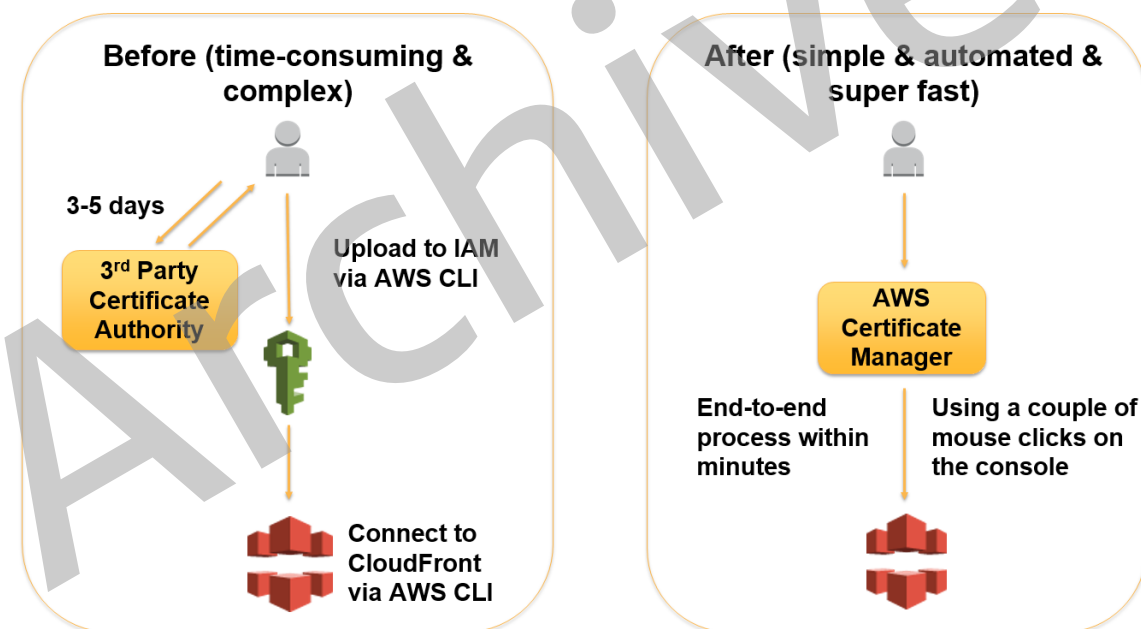 Before (time-consuming &
complex)
3-5 days
3rd Party
Certificate
Authority
Upload to IAM
via AWS CLI
Connect to
CloudFront
via AWS CLI
After (simple & automated &
super fast)
AWS
Certificate
Manager
End-to-end
process within
minutes
Using a couple of
mouse clicks on
the console
Archive